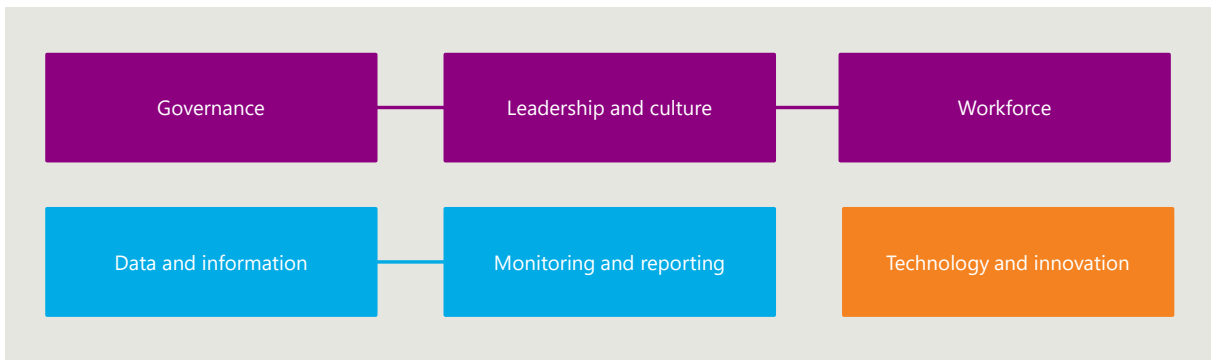 Governance
Leadership and culture
Workforce
Data and information
Monitoring and reporting
Technology and innovation